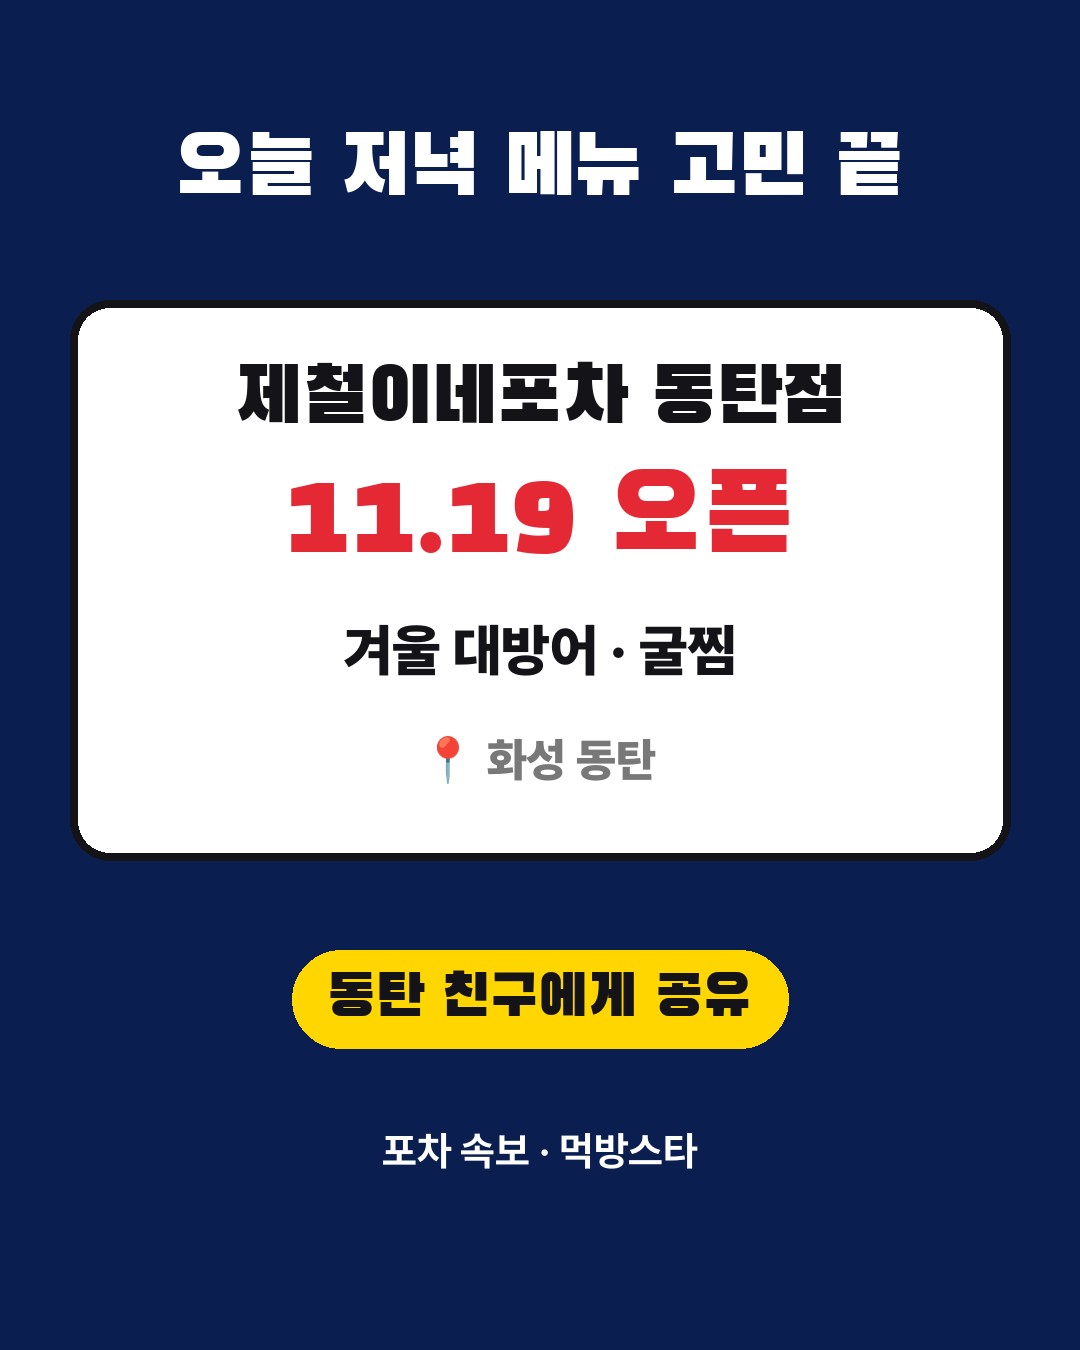 오늘 저녁 메뉴 고민 끝
제철이네포차 동탄점
11.19 오픈
겨울 대방어 · 굴찜
📍 화성 동탄
동탄 친구에게 공유
포차 속보 · 먹방스타